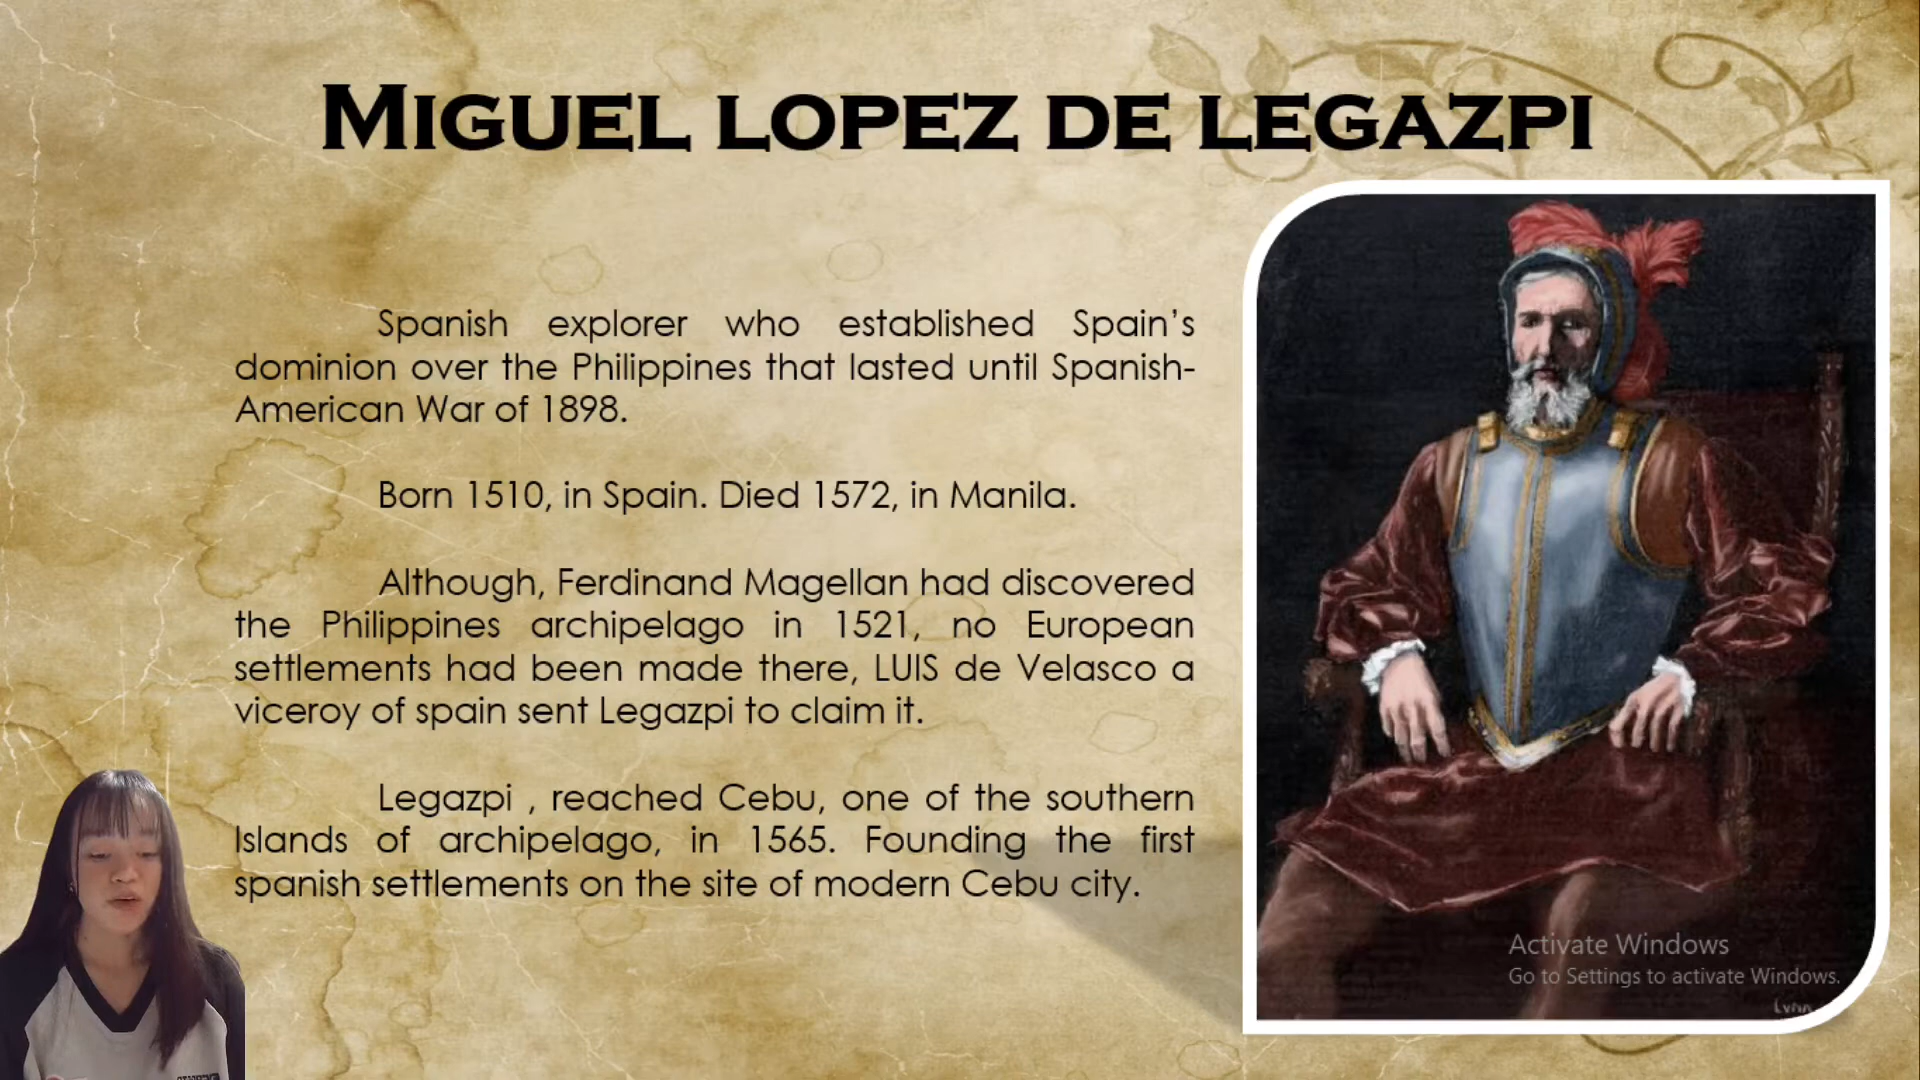 MIGUEL LOPEZ DE LEGAZPI
Spanish explorer who established Spain’s
dominion over the Philippines that lasted until Spanish-
American War of 1898.
Born 1510, in Spain. Died 1572, in Manila.
Although, Ferdinand Magellan had discovered
the Philippines archipelago in 1521, no European
settlements had been made there, LUIS de Velasco a
viceroy of spain sent Legazpi to claim it.
Legazpi , reached Cebu, one of the southern
Islands of archipelago, in 1565. Founding the first
spanish settlements on the site of modern Cebu city.
Activate Windows
Go to Settings to activate Windows.